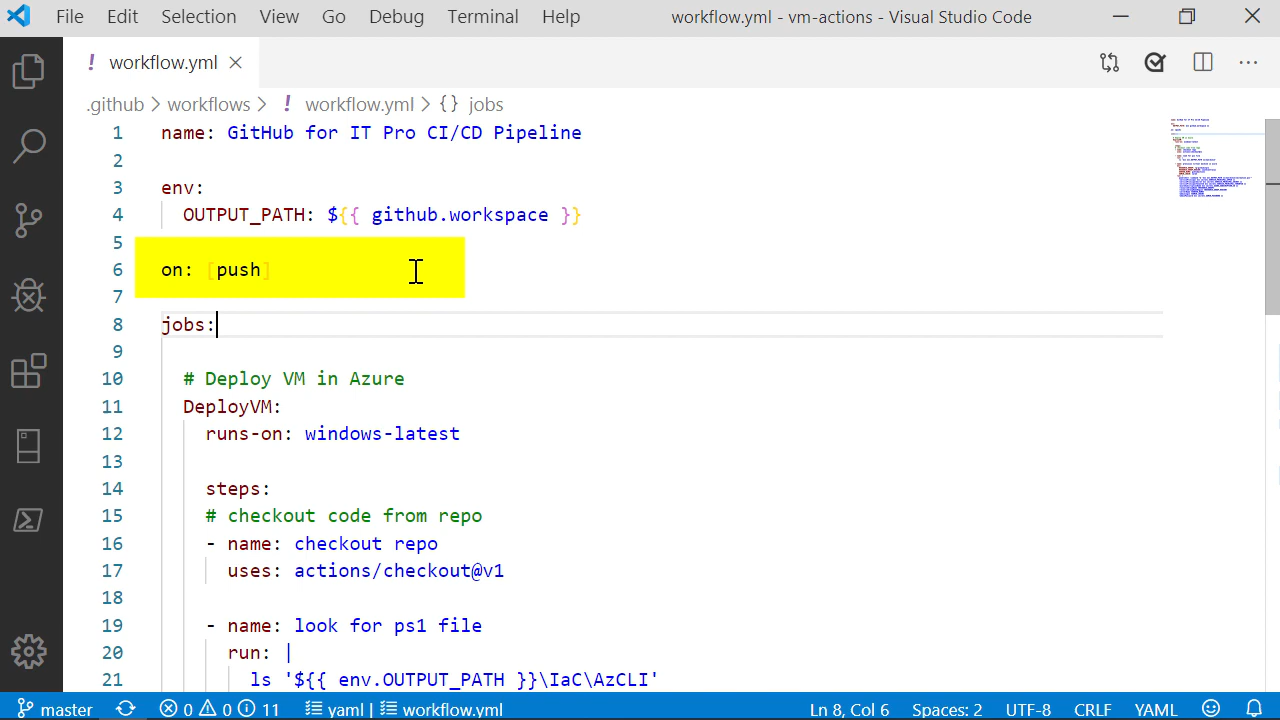 File Edit Selection View Go Debug Terminal Help workflow.yml - vm-actions - Visual Studio Code
! workflow.yml
.github > workflows > ! workflow.yml > {} jobs
1 name: GitHub for IT Pro CI/CD Pipeline
2
3 env:
4 OUTPUT_PATH: ${{ github.workspace }}
5
6 on: [push]
7
8 jobs:
9
10 # Deploy VM in Azure
11 DeployVM:
12 runs-on: windows-latest
13
14 steps:
15 # checkout code from repo
16 - name: checkout repo
17 uses: actions/checkout@v1
18
19 - name: look for ps1 file
20 run: |
21 ls '${{ env.OUTPUT_PATH }}\IaC\AzCLI'
master 0 0 11 yaml | workflow.yml Ln 8, Col 6 Spaces: 2 UTF-8 CRLF YAML